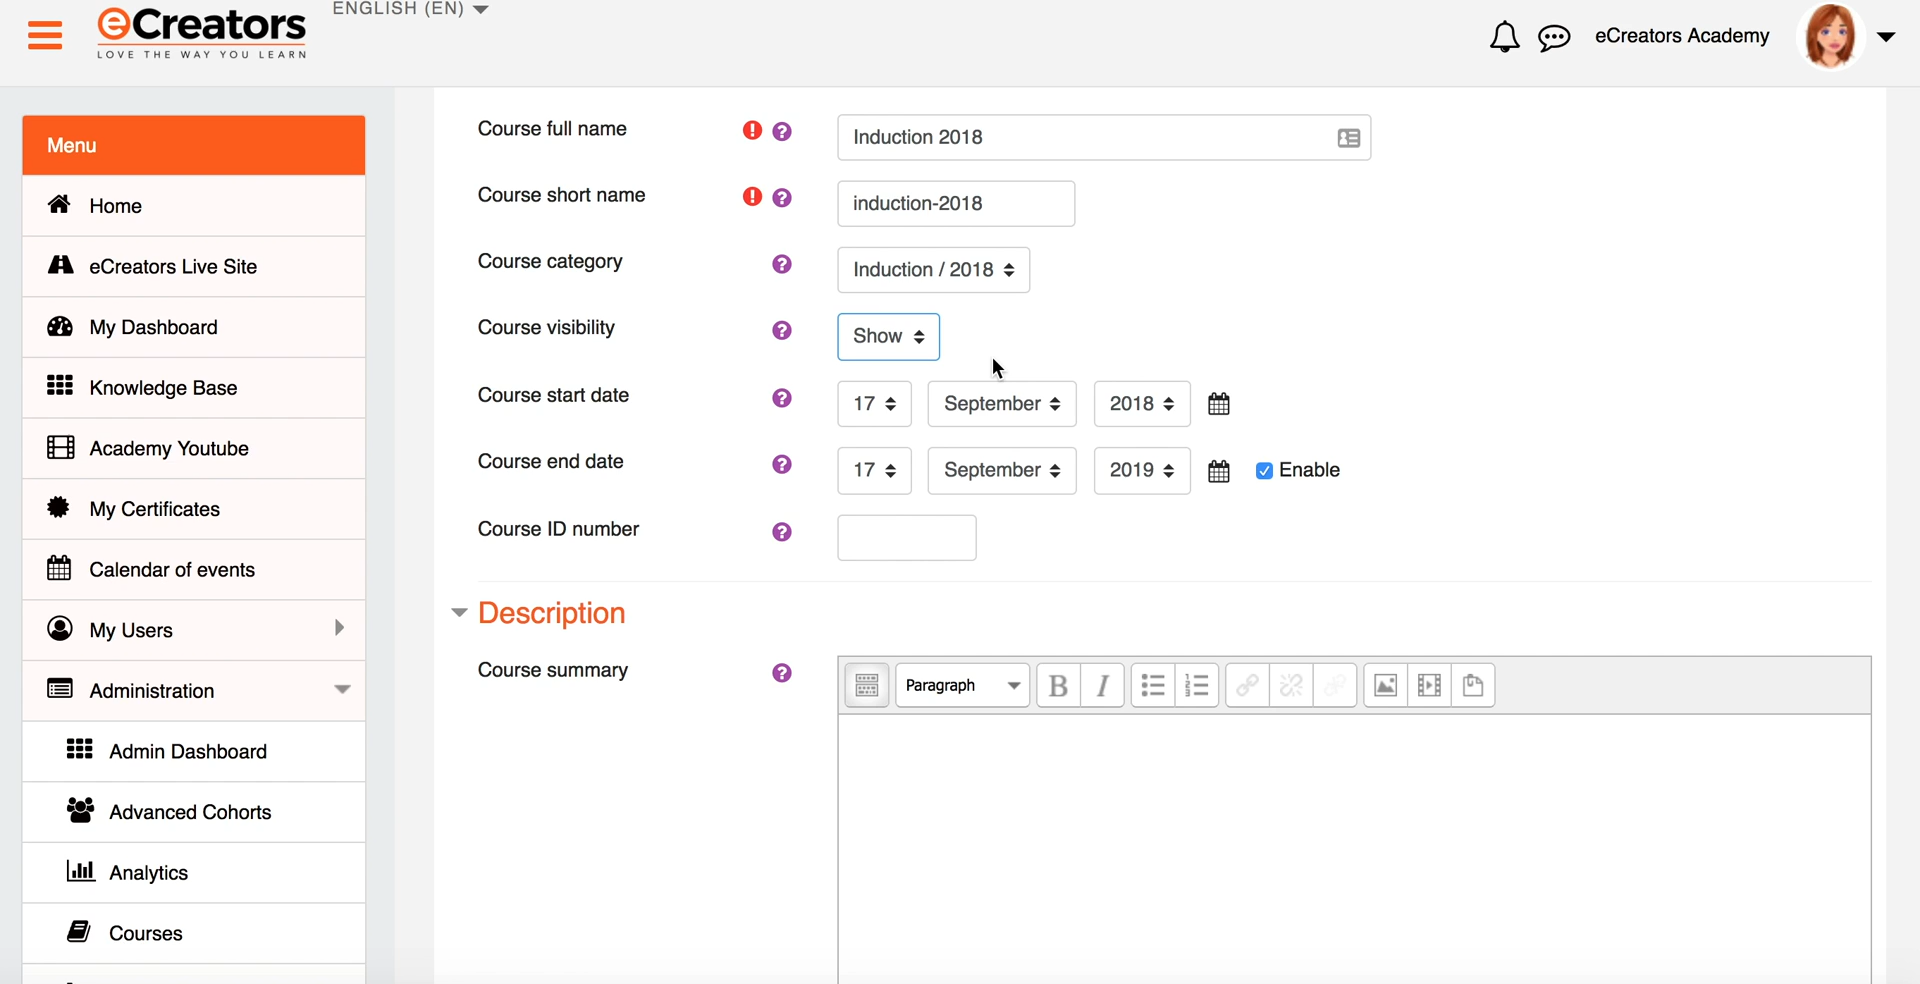 ENGLISH (EN)
eCreators
LOVE THE WAY YOU LEARN
eCreators Academy
Menu
Home
eCreators Live Site
My Dashboard
Knowledge Base
Academy Youtube
My Certificates
Calendar of events
My Users
Administration
Admin Dashboard
Advanced Cohorts
Analytics
Courses
Course full name ! ? Induction 2018
Course short name ! ? induction-2018
Course category ? Induction / 2018
Course visibility ? Show
Course start date ? 17 September 2018
Course end date ? 17 September 2019 Enable
Course ID number ?
Description
Course summary ? Paragraph B I